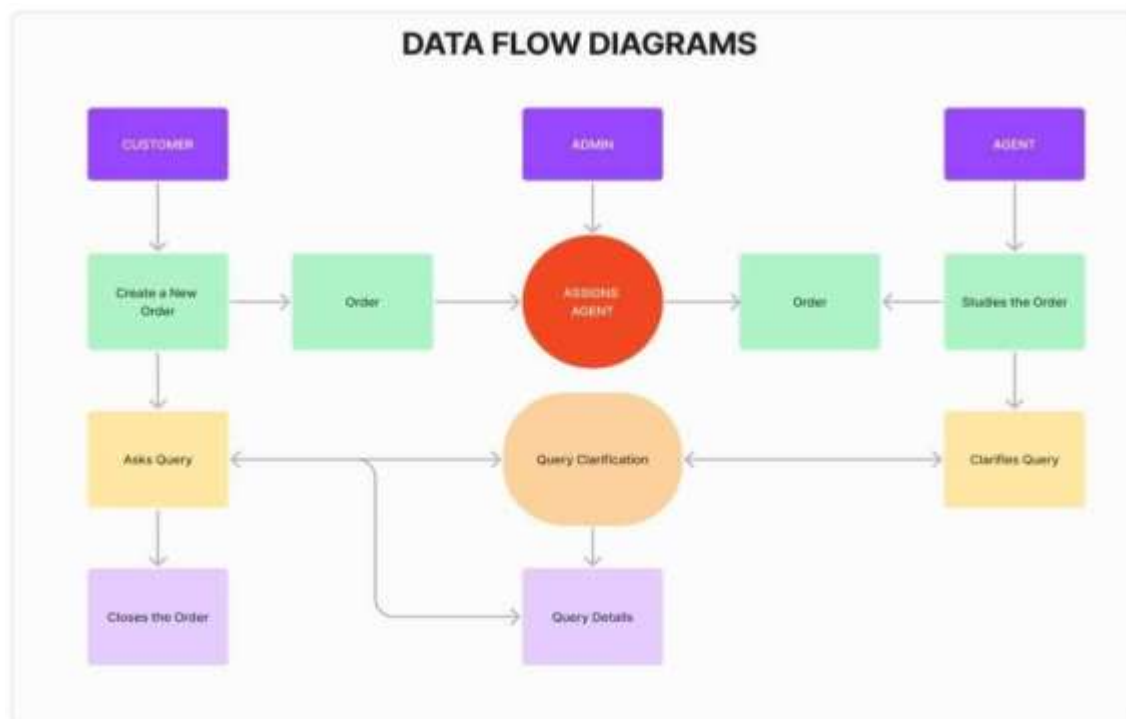 DATA FLOW DIAGRAMS
CUSTOMER
ADMIN
AGENT
Create a New
Order
Order
ASSIGNS
AGENT
Order
Studies the Order
Asks Query
Query Clarification
Clarifies Query
Closes the Order
Query Details